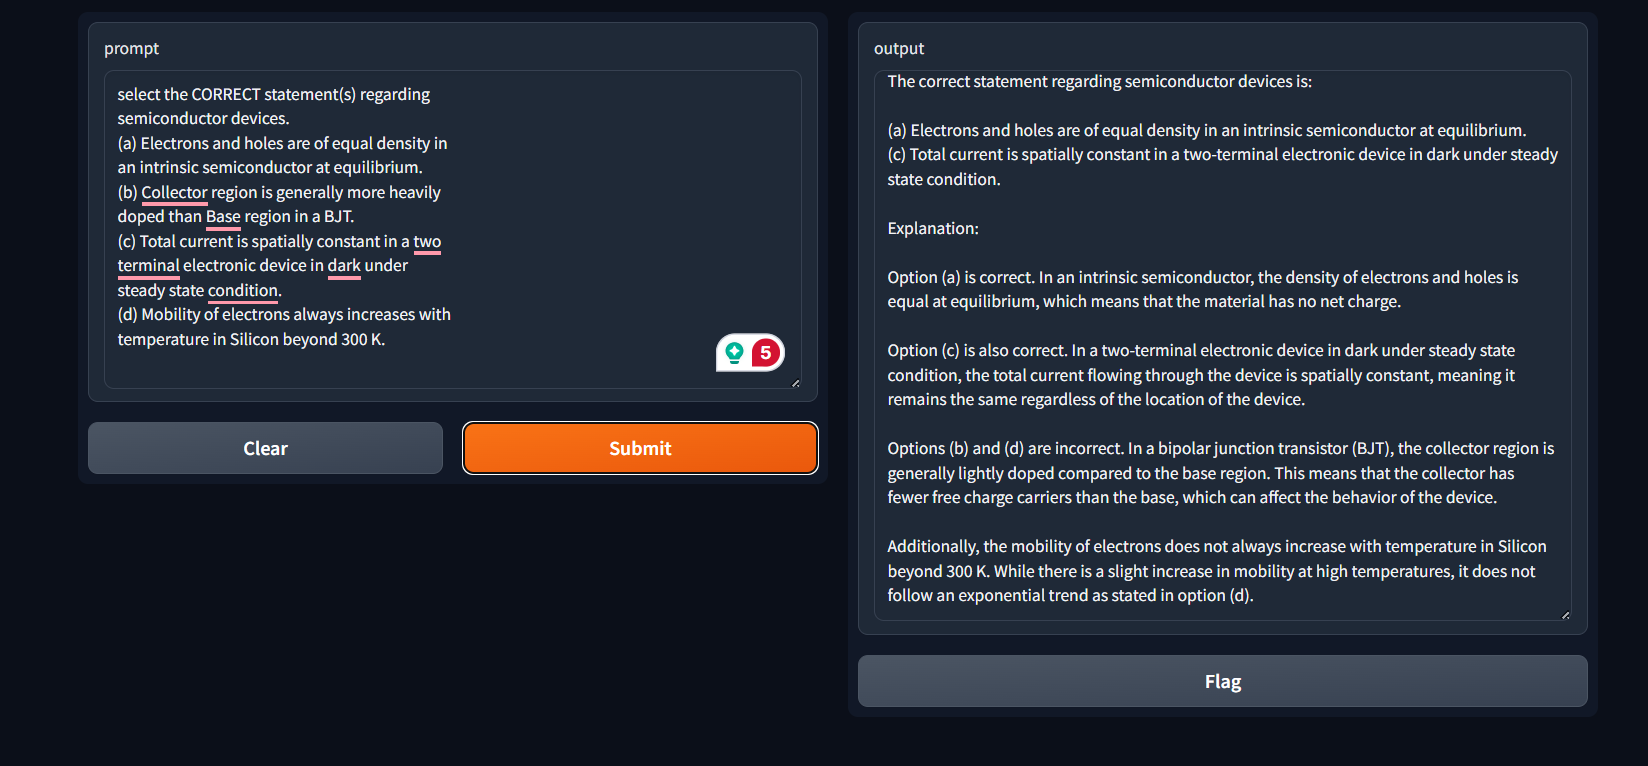 prompt
select the CORRECT statement(s) regarding
semiconductor devices.
(a) Electrons and holes are of equal density in
an intrinsic semiconductor at equilibrium.
(b) Collector region is generally more heavily
doped than Base region in a BJT.
(c) Total current is spatially constant in a two
terminal electronic device in dark under
steady state condition.
(d) Mobility of electrons always increases with
temperature in Silicon beyond 300 K.
5
Clear
Submit
output
The correct statement regarding semiconductor devices is:
(a) Electrons and holes are of equal density in an intrinsic semiconductor at equilibrium.
(c) Total current is spatially constant in a two-terminal electronic device in dark under steady
state condition.
Explanation:
Option (a) is correct. In an intrinsic semiconductor, the density of electrons and holes is
equal at equilibrium, which means that the material has no net charge.
Option (c) is also correct. In a two-terminal electronic device in dark under steady state
condition, the total current flowing through the device is spatially constant, meaning it
remains the same regardless of the location of the device.
Options (b) and (d) are incorrect. In a bipolar junction transistor (BJT), the collector region is
generally lightly doped compared to the base region. This means that the collector has
fewer free charge carriers than the base, which can affect the behavior of the device.
Additionally, the mobility of electrons does not always increase with temperature in Silicon
beyond 300 K. While there is a slight increase in mobility at high temperatures, it does not
follow an exponential trend as stated in option (d).
Flag